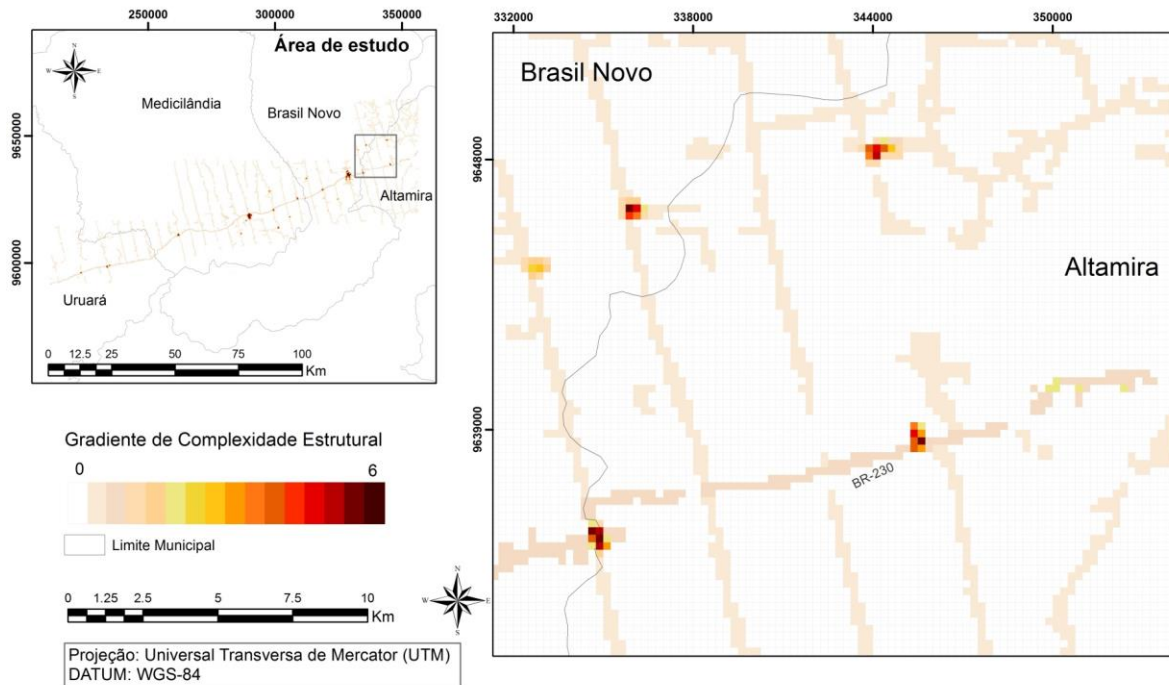 250000 300000 350000
Área de estudo
N
W E
S
Medicilândia
Brasil Novo
Altamira
Uruará
9650000
9600000
0 12.5 25 50 75 100
Km
Gradiente de Complexidade Estrutural
0 6
Limite Municipal
0 1.25 2.5 5 7.5 10
Km
N
W E
S
Projeção: Universal Transversa de Mercator (UTM)
DATUM: WGS-84
332000 338000 344000 350000
9648000
9639000
Brasil Novo
Altamira
BR-230